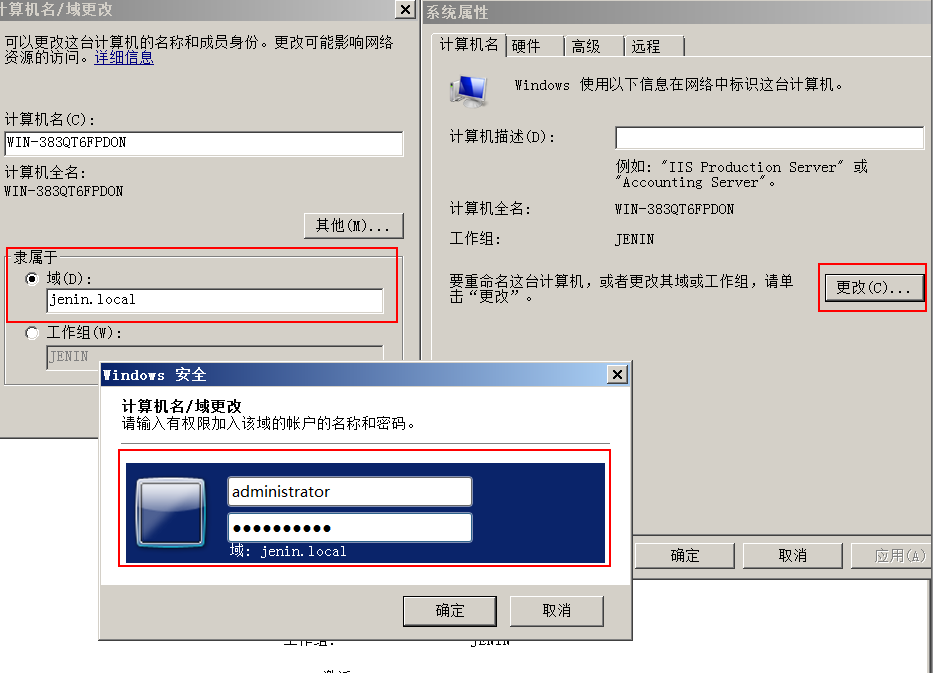 计算机名/域更改
可以更改这台计算机的名称和成员身份。更改可能影响网络
资源的访问。详细信息
计算机名(C):
WIN-383QT6FPDON
计算机全名:
WIN-383QT6FPDON
其他(M)...
隶属于
域(D):
jenin.local
工作组(W):
JENIN
系统属性
计算机名
硬件
高级
远程
Windows 使用以下信息在网络中标识这台计算机。
计算机描述(D):
例如: "IIS Production Server" 或
"Accounting Server"。
计算机全名:
WIN-383QT6FPDON
工作组:
JENIN
要重命名这台计算机，或者更改其域或工作组，请单
击“更改”。
更改(C)...
确定
取消
应用(A)
Windows 安全
计算机名/域更改
请输入有权限加入该域的帐户的名称和密码。
administrator
●●●●●●●●●●
域: jenin.local
确定
取消
工作组:
JENIN
激活